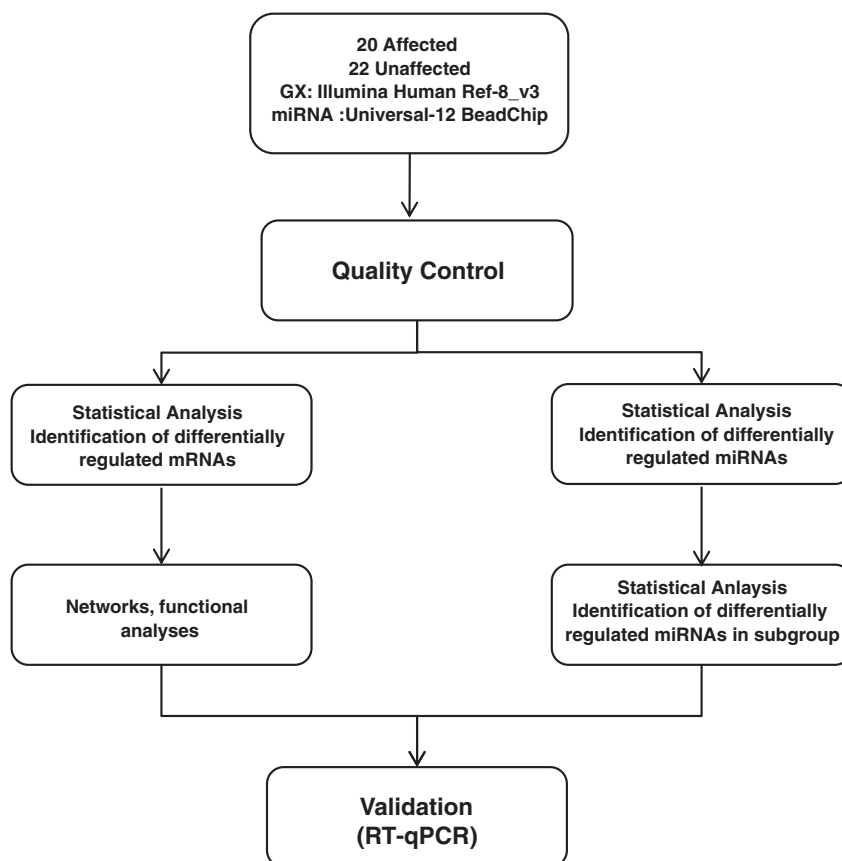 20 Affected
22 Unaffected
GX: Illumina Human Ref-8_v3
miRNA :Universal-12 BeadChip
Quality Control
Statistical Analysis
Identification of differentially
regulated mRNAs
Statistical Analysis
Identification of differentially
regulated miRNAs
Networks, functional
analyses
Statistical Anlaysis
Identification of differentially
regulated miRNAs in subgroup
Validation
(RT-qPCR)